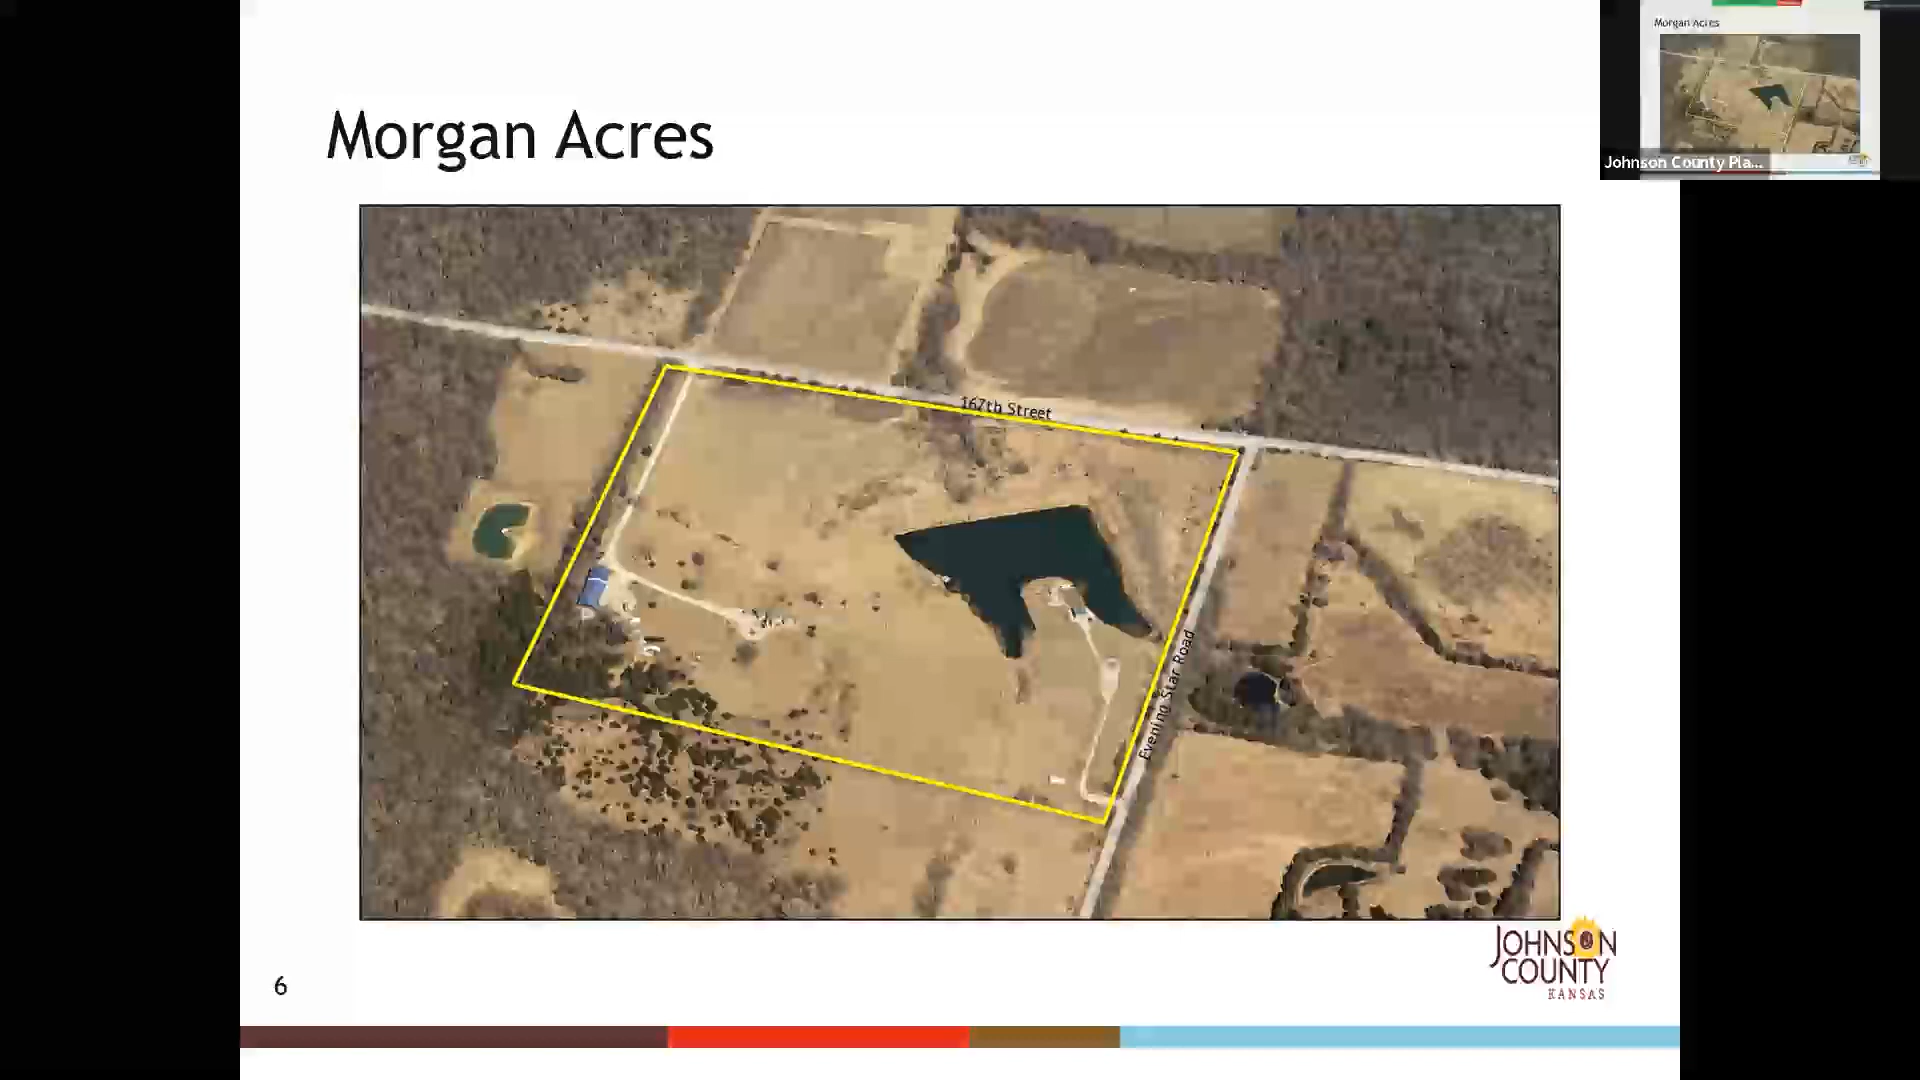 Morgan Acres
Morgan Acres
Johnson County Pla...
167th Street
Evening Star Road
JOHNSON
COUNTY
KANSAS
6